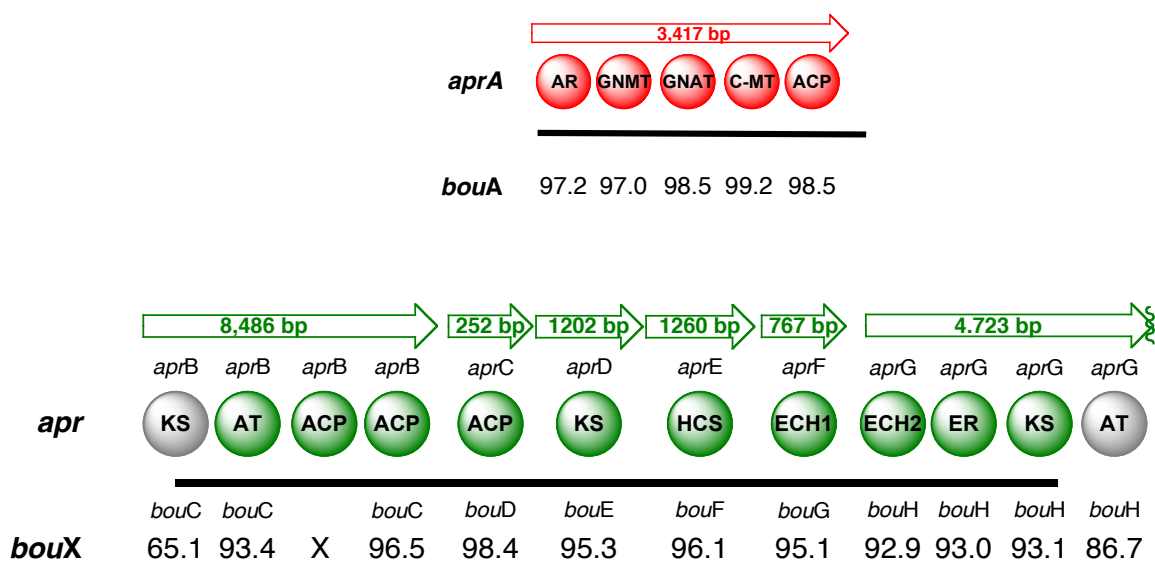 3,417 bp
aprA AR GNMT GNAT C-MT ACP
bouA 97.2 97.0 98.5 99.2 98.5
8,486 bp 252 bp 1202 bp 1260 bp 767 bp 4.723 bp
aprB aprB aprB aprB aprC aprD aprE aprF aprG aprG aprG aprG
apr KS AT ACP ACP ACP KS HCS ECH1 ECH2 ER KS AT
bouC bouC bouC bouD bouE bouF bouG bouH bouH bouH bouH
bouX 65.1 93.4 X 96.5 98.4 95.3 96.1 95.1 92.9 93.0 93.1 86.7